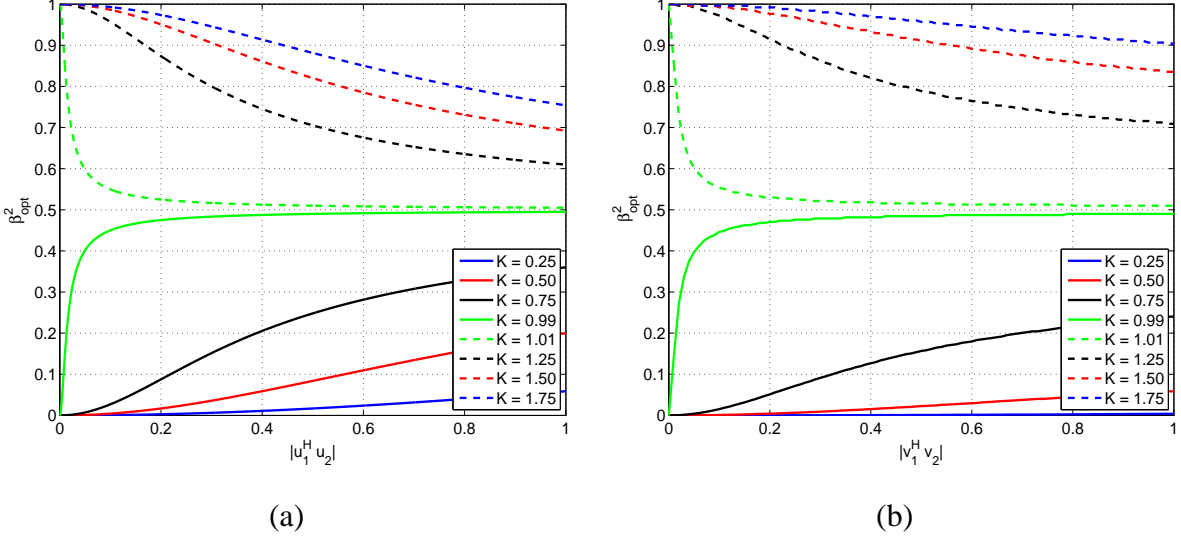 1
0.9
0.8
0.7
0.6
0.5
0.4
0.3
0.2
0.1
0
β²opt
0 0.2 0.4 0.6 0.8 1
|u₁ᴴ u₂|
K = 0.25
K = 0.50
K = 0.75
K = 0.99
K = 1.01
K = 1.25
K = 1.50
K = 1.75
(a)
1
0.9
0.8
0.7
0.6
0.5
0.4
0.3
0.2
0.1
0
β²opt
0 0.2 0.4 0.6 0.8 1
|v₁ᴴ v₂|
K = 0.25
K = 0.50
K = 0.75
K = 0.99
K = 1.01
K = 1.25
K = 1.50
K = 1.75
(b)